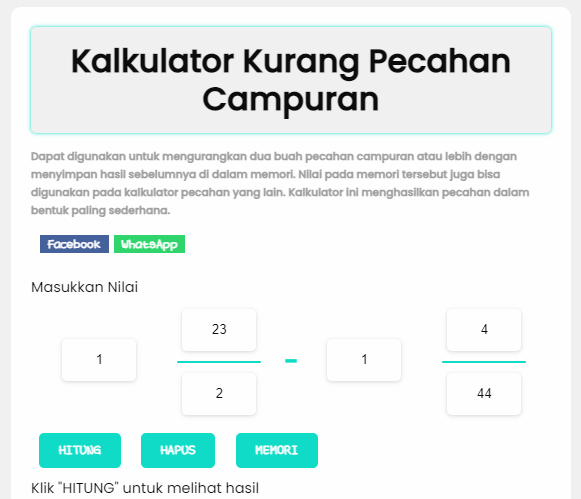 Kalkulator Kurang Pecahan
Campuran
Dapat digunakan untuk mengurangkan dua buah pecahan campuran atau lebih dengan
menyimpan hasil sebelumnya di dalam memori. Nilai pada memori tersebut juga bisa
digunakan pada kalkulator pecahan yang lain. Kalkulator ini menghasilkan pecahan dalam
bentuk paling sederhana.
Facebook WhatsApp
Masukkan Nilai
23 4
1 - 1
2 44
HITUNG HAPUS MEMORI
Klik "HITUNG" untuk melihat hasil